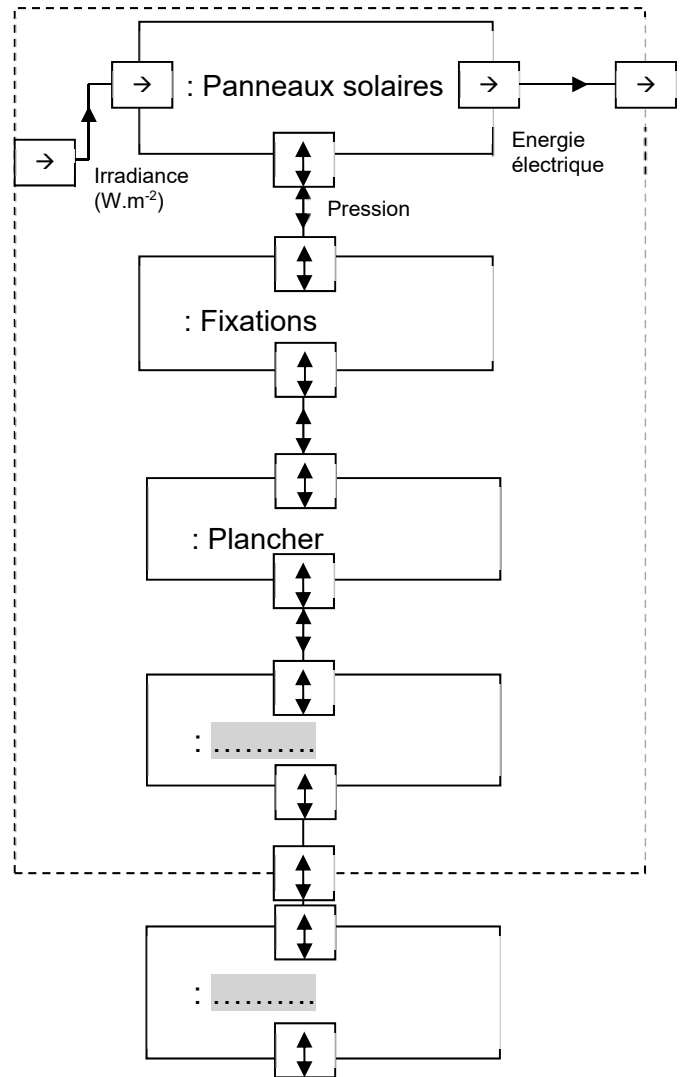 : Panneaux solaires
Energie
électrique
Irradiance
(W.m-2)
Pression
: Fixations
: Plancher
: ..........
: ..........